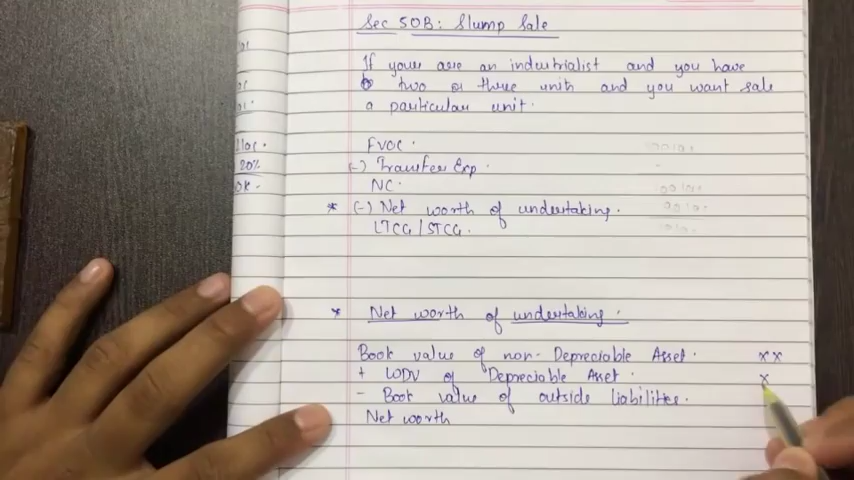 Sec 50B: Slump Sale
If youre are an industrialist and you have
two or three units and you want sale
a particular unit.
FVOC.
(-) Transfer Exp.
20%
NC.
* (-) Net worth of undertaking.
LTCG/STCG.
* Net worth of undertaking.
Book value of non-Depreciable Asset. xx
+ WDV of Depreciable Asset. x
- Book value of outside liabilities.
Net worth